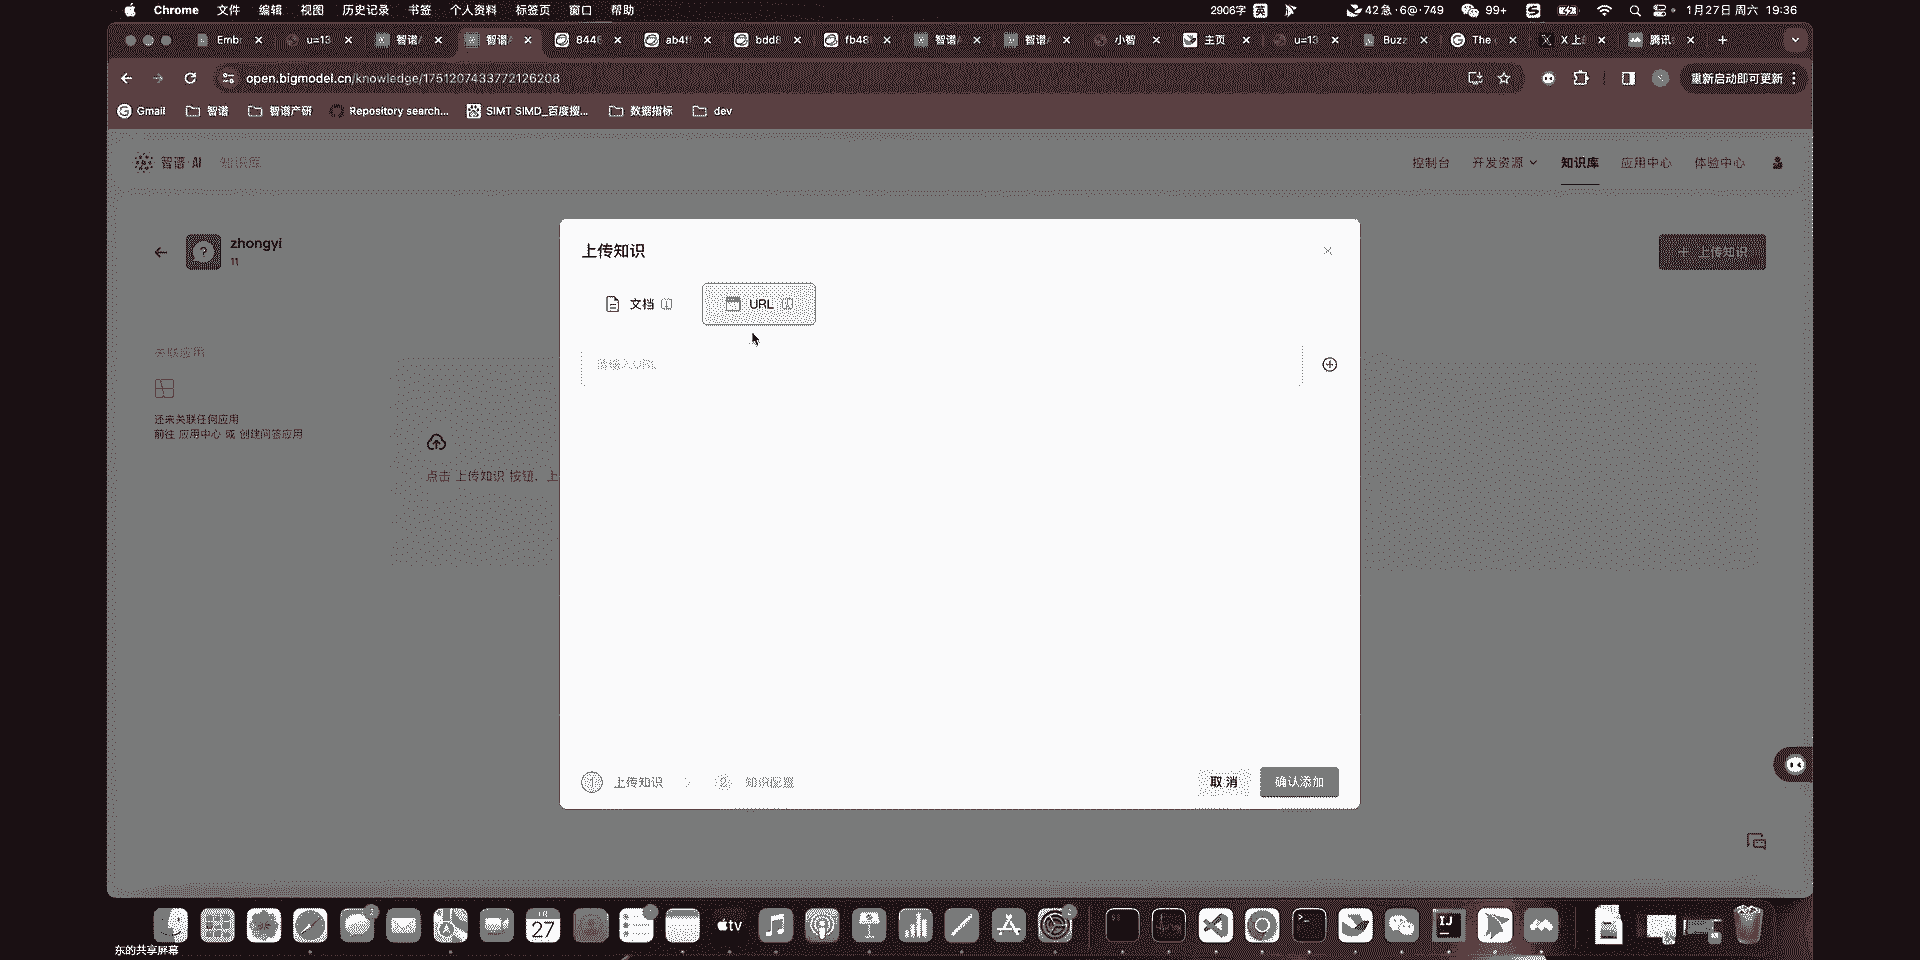 Chrome 文件 编辑 视图 历史记录 书签 个人资料 标签页 窗口 帮助 2906字 英 42急·6@·749 99+ 1月27日 周六 19:36
Emb u=13 智谱 智谱 844 ab4f bdd8 fb48 智谱 智谱 小智 主页 u=13 Buzz The X 上 腾讯
open.bigmodel.cn/knowledge/1751207433772126208 重新启动即可更新
Gmail 智谱 智谱产研 Repository search... SIMT SIMD_百度搜... 数据指标 dev
智谱·AI 知识库 控制台 开发资源 知识库 应用中心 体验中心
zhongyi
11
上传知识
上传知识
文档 URL
请输入URL
关联应用
还未关联任何应用
前往 应用中心 或 创建问答应用
点击 上传知识 按钮，上
1 上传知识 2 知识配置 取消 确认添加
27
tv
IJ
东的共享屏幕